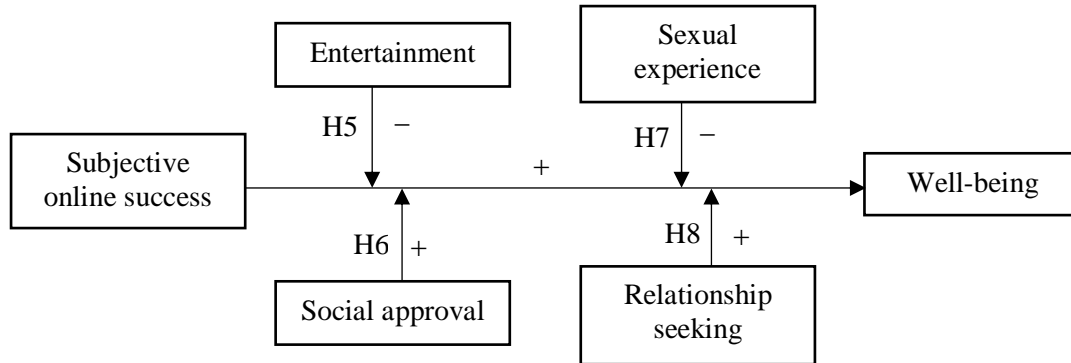 Entertainment
Sexual
experience
H5
−
H7
−
Subjective
online success
+
Well-being
H6
+
H8
+
Social approval
Relationship
seeking